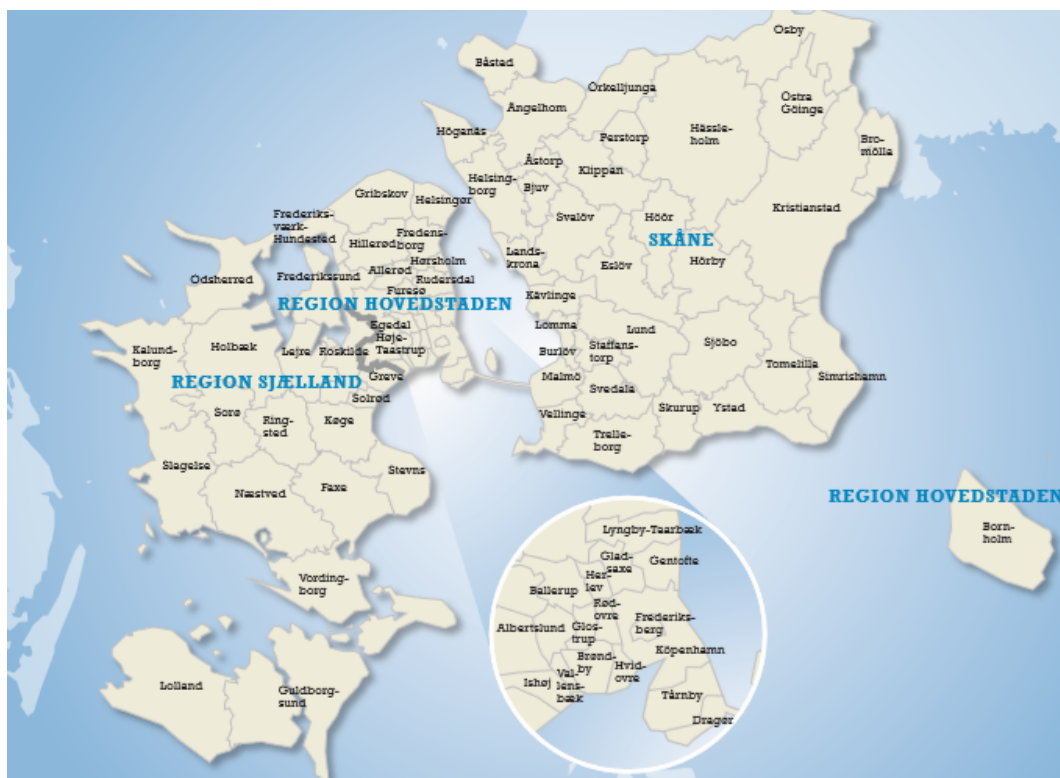 Osby
Båstad
Örkelljunga
Östra
Göinge
Ängelhom
Höganäs
Perstorp
Hässle-
holm
Bro-
mölla
Åstorp
Klippan
Helsing-
borg
Bjuv
Gribskov
Helsingør
Kristianstad
Frederiks-
værk-
Hundested
Svalöv
Höör
Fredens-
borg
Hillerød
SKÅNE
Lands-
krona
Hørsholm
Hörby
Eslöv
Allerød
Frederikssund
Rudersdal
Odsherred
Furesø
REGION HOVEDSTADEN
Kävlinge
Egedal
Lomma
Lund
Høje-
Taastrup
Staffans-
torp
Sjöbo
Kalund-
borg
Holbæk
Lejre
Roskilde
Burlöv
Tomelilla
Greve
Malmö
Simrishamn
REGION SJÆLLAND
Svedala
Solrød
Sorø
Ring-
sted
Køge
Vellinge
Skurup
Ystad
Trelle-
borg
Slagelse
Stevns
Næstved
Faxe
REGION HOVEDSTADEN
Born-
holm
Lyngby-Taarbæk
Glad-
saxe
Gentofte
Vording-
borg
Ballerup
Her-
lev
Rød-
ovre
Frederiks-
berg
Albertslund
Glos-
trup
Köpenhamn
Brønd-
by
Hvid-
ovre
Ishøj
Val-
lens-
bæk
Lolland
Guldborg-
sund
Tårnby
Dragør